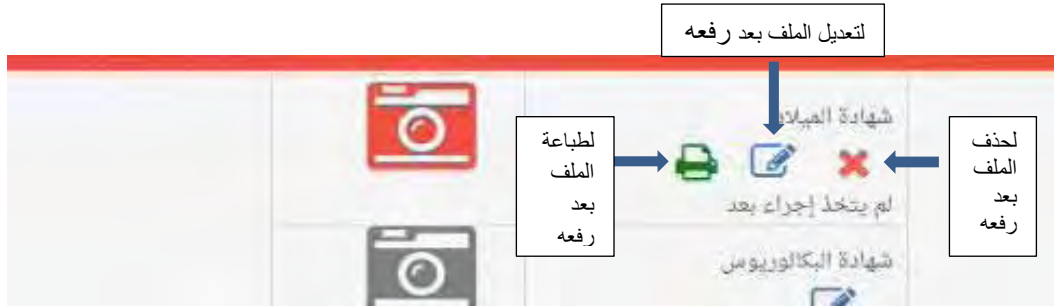 لتعديل الملف بعد رفعه
شهادة الميلاد
لحذف
الملف
بعد
رفعه
لطباعة
الملف
بعد
رفعه
لم يتخذ إجراء بعد
شهادة البكالوريوس